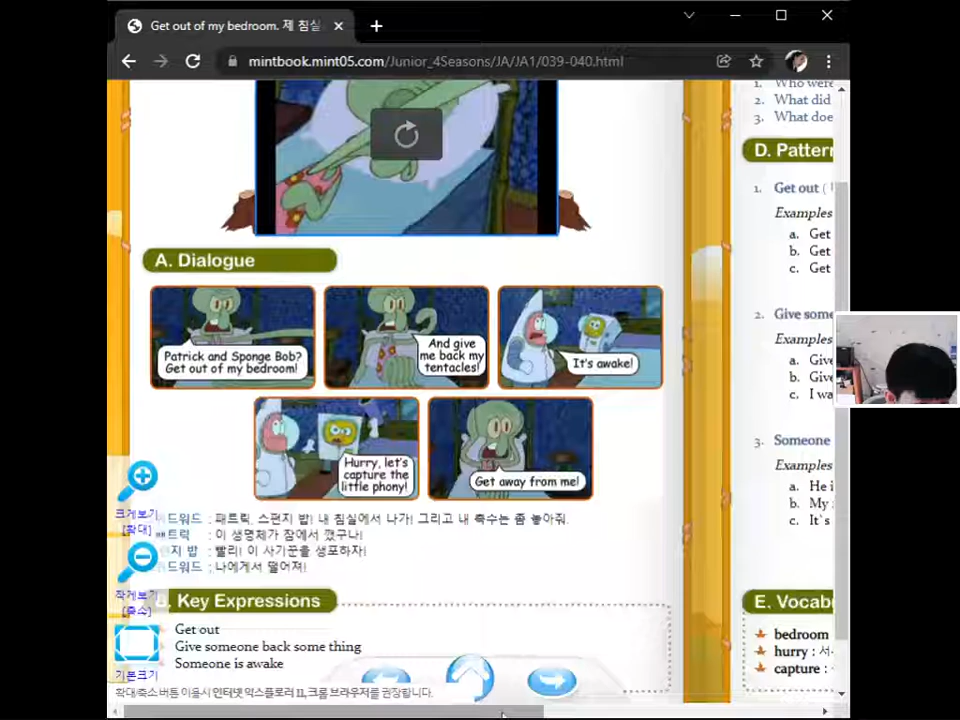 Get out of my bedroom. 제 침실
mintbook.mint05.com/Junior_4Seasons/JA/JA1/039-040.html
A. Dialogue
Patrick and Sponge Bob?
Get out of my bedroom!
And give
me back my
tentacles!
It's awake!
Hurry, let's
capture the
little phony!
Get away from me!
드워드 : 패트릭, 스펀지 밥! 내 침실에서 나가! 그리고 내 촉수는 좀 놓아줘.
트릭 : 이 생명체가 잠에서 깼구나!
지 밥 : 빨리! 이 사기꾼을 생포하자!
드워드 : 나에게서 떨어져!
B. Key Expressions
Get out
Give someone back some thing
Someone is awake
크게보기
[확대]
작게보기
[축소]
기본크기
확대/축소 버튼 이용시 인터넷 익스플로러 11, 크롬 브라우저를 권장합니다.
1. Who were
2. What did
3. What doe
D. Pattern
1. Get out (
Examples
a. Get
b. Get
c. Get
2. Give some
Examples
a. Give
b. Give
c. I wa
3. Someone
Examples
a. He i
b. My
c. It`s
E. Vocab
bedroom
hurry : 서
capture :